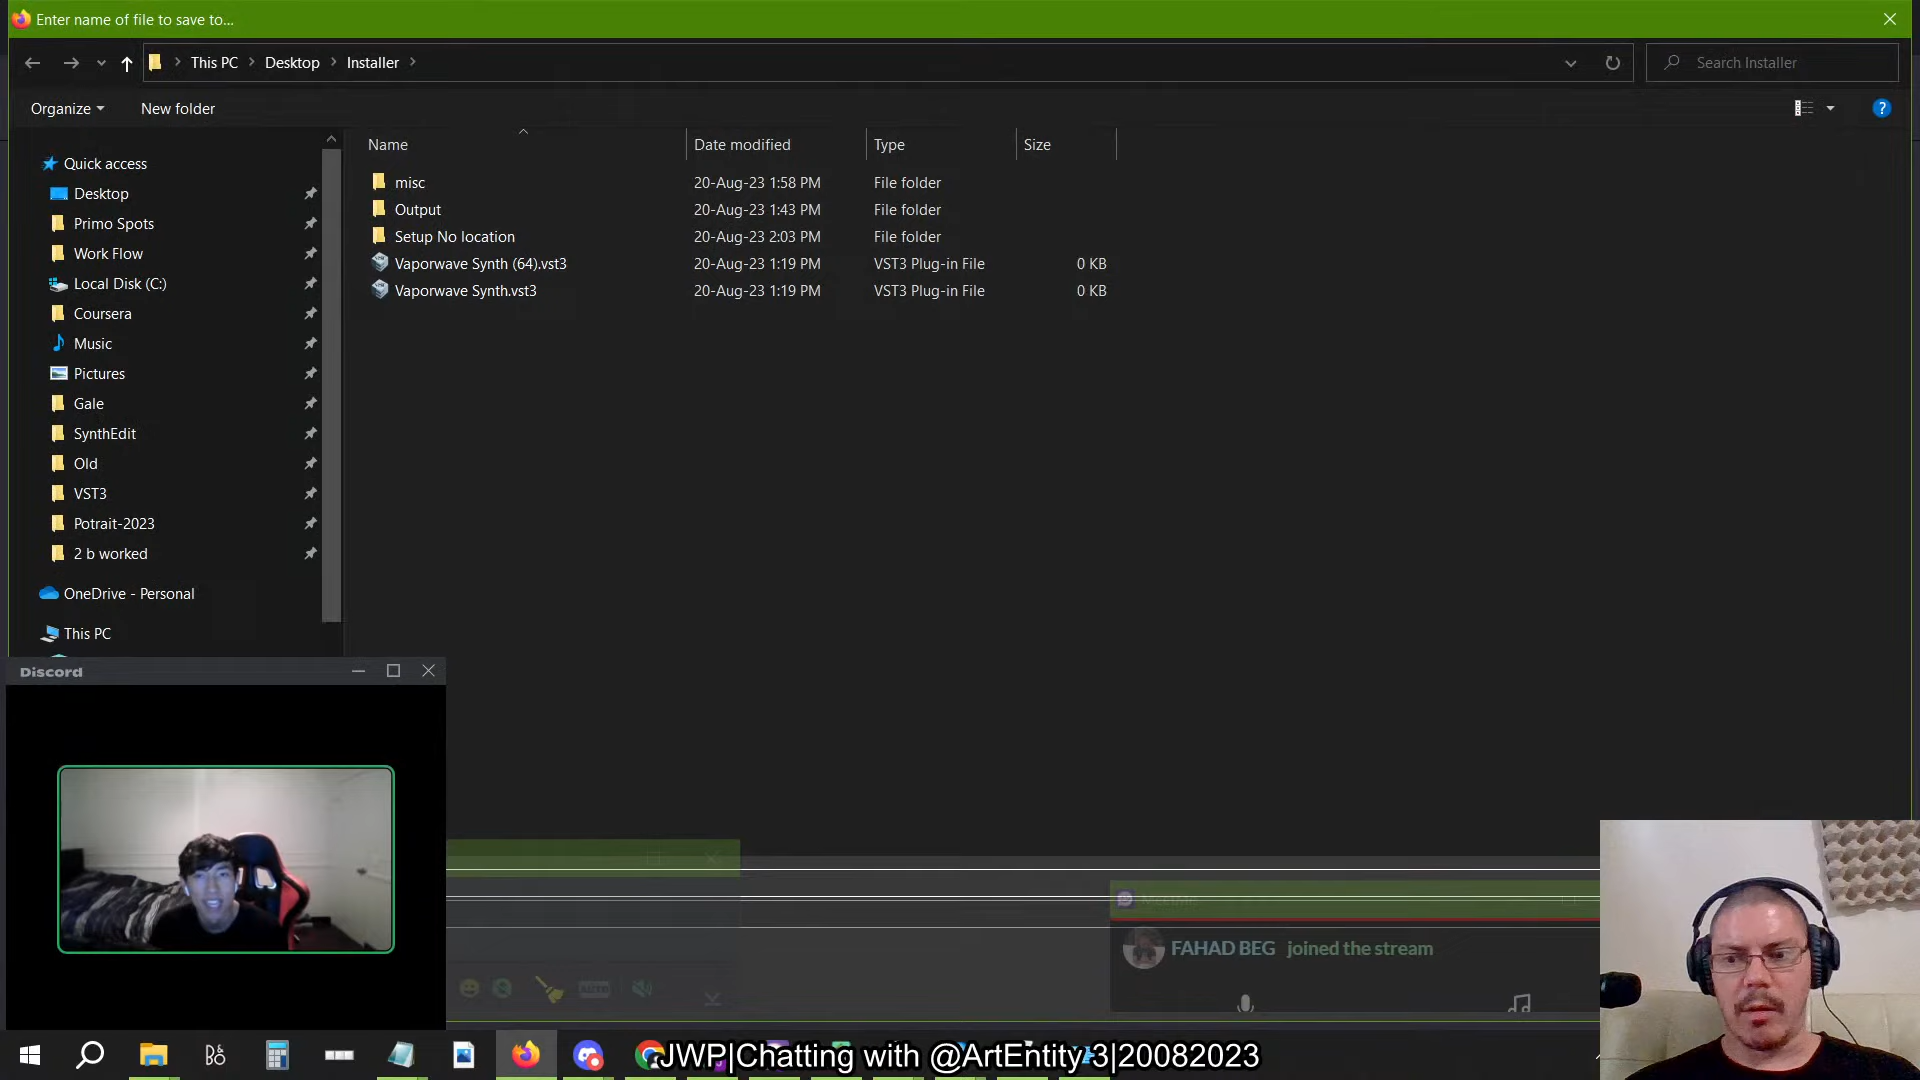 Enter name of file to save to...
This PC
Desktop
Installer
Search Installer
Organize
New folder
Name
Date modified
Type
Size
misc
20-Aug-23 1:58 PM
File folder
Output
20-Aug-23 1:43 PM
File folder
Setup No location
20-Aug-23 2:03 PM
File folder
Vaporwave Synth (64).vst3
20-Aug-23 1:19 PM
VST3 Plug-in File
0 KB
Vaporwave Synth.vst3
20-Aug-23 1:19 PM
VST3 Plug-in File
0 KB
Quick access
Desktop
Primo Spots
Work Flow
Local Disk (C:)
Coursera
Music
Pictures
Gale
SynthEdit
Old
VST3
Potrait-2023
2 b worked
OneDrive - Personal
This PC
Discord
FAHAD BEG joined the stream
JWP|Chatting with @ArtEntity 3|20082023